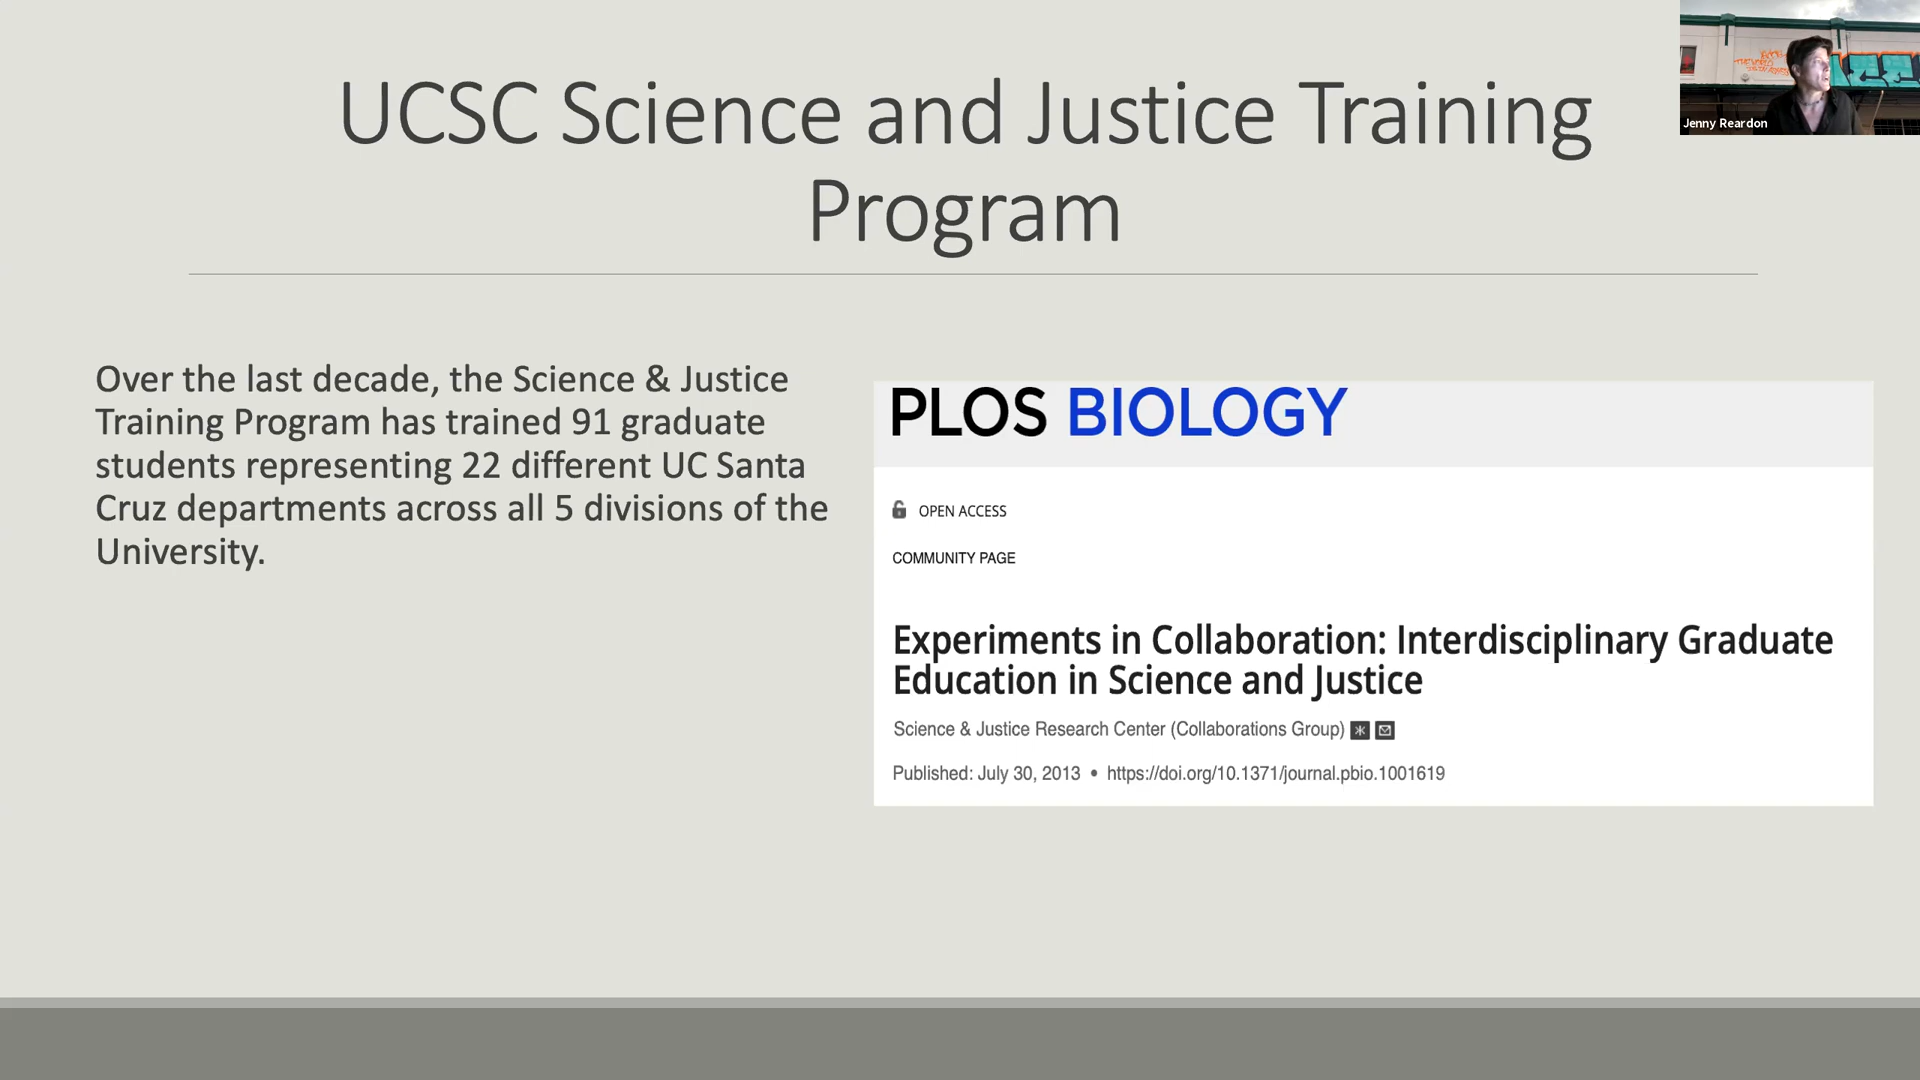 UCSC Science and Justice Training
Program
Jenny Reardon
Over the last decade, the Science & Justice
Training Program has trained 91 graduate
students representing 22 different UC Santa
Cruz departments across all 5 divisions of the
University.
PLOS BIOLOGY
OPEN ACCESS
COMMUNITY PAGE
Experiments in Collaboration: Interdisciplinary Graduate
Education in Science and Justice
Science & Justice Research Center (Collaborations Group)
Published: July 30, 2013 • https://doi.org/10.1371/journal.pbio.1001619